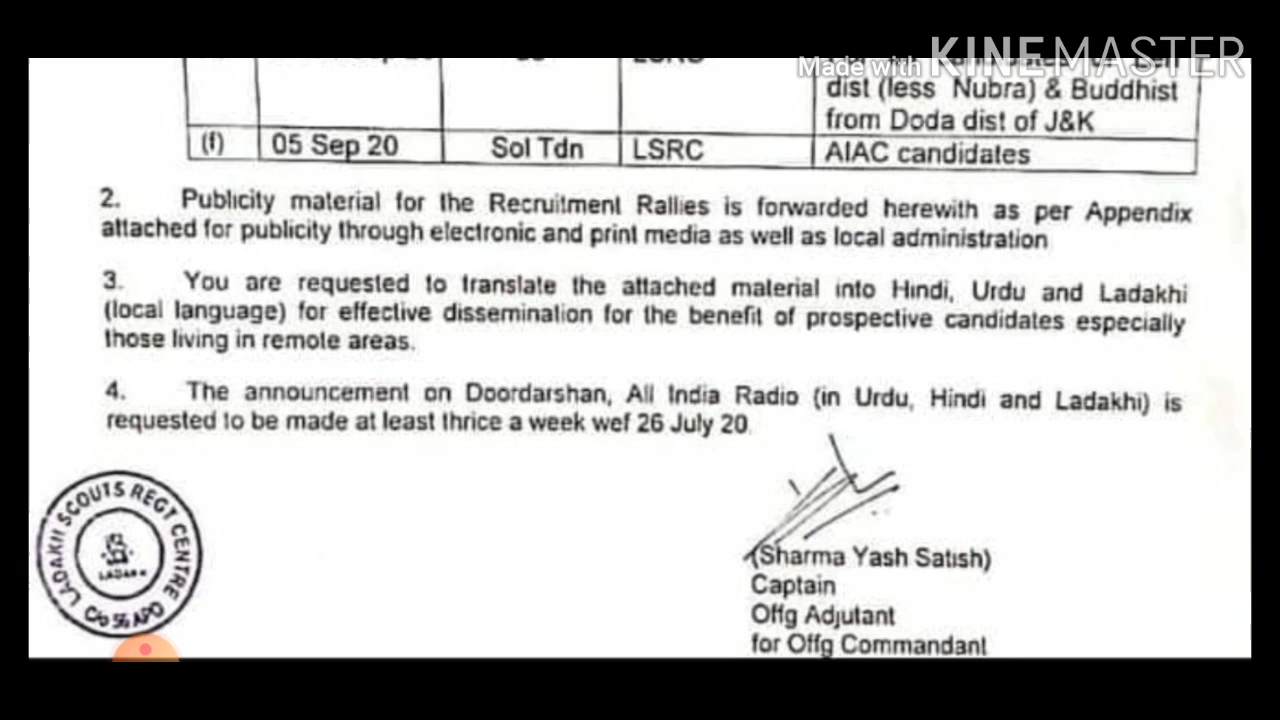 Made with KINEMASTER
dist (less Nubra) & Buddhist
from Doda dist of J&K
(f) 05 Sep 20 Sol Tdn LSRC AIAC candidates
2. Publicity material for the Recruitment Rallies is forwarded herewith as per Appendix
attached for publicity through electronic and print media as well as local administration
3. You are requested to translate the attached material into Hindi, Urdu and Ladakhi
(local language) for effective dissemination for the benefit of prospective candidates especially
those living in remote areas.
4. The announcement on Doordarshan, All India Radio (in Urdu, Hindi and Ladakhi) is
requested to be made at least thrice a week wef 26 July 20.
LADAKH SCOUTS REGT CENTRE
LADAKH
C/o 56 APO
(Sharma Yash Satish)
Captain
Offg Adjutant
for Offg Commandant